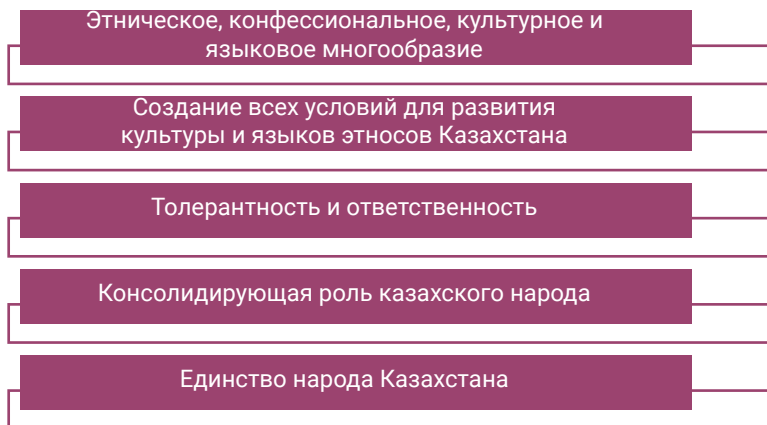 Этническое, конфессиональное, культурное и
языковое многообразие
Создание всех условий для развития
культуры и языков этносов Казахстана
Толерантность и ответственность
Консолидирующая роль казахского народа
Единство народа Казахстана